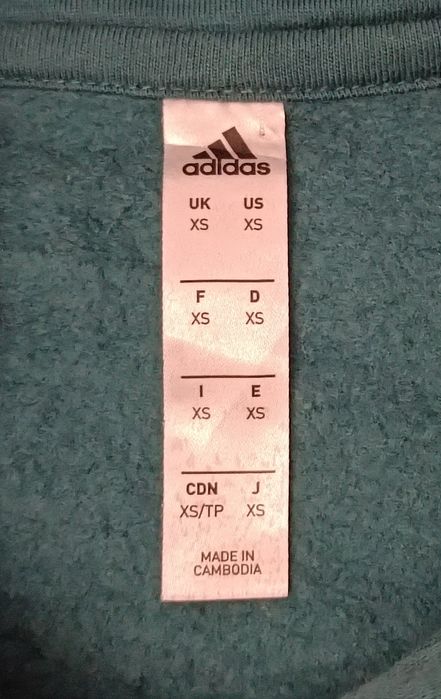 adidas
UK US
XS XS
F D
XS XS
I E
XS XS
CDN J
XS/TP XS
MADE IN
CAMBODIA